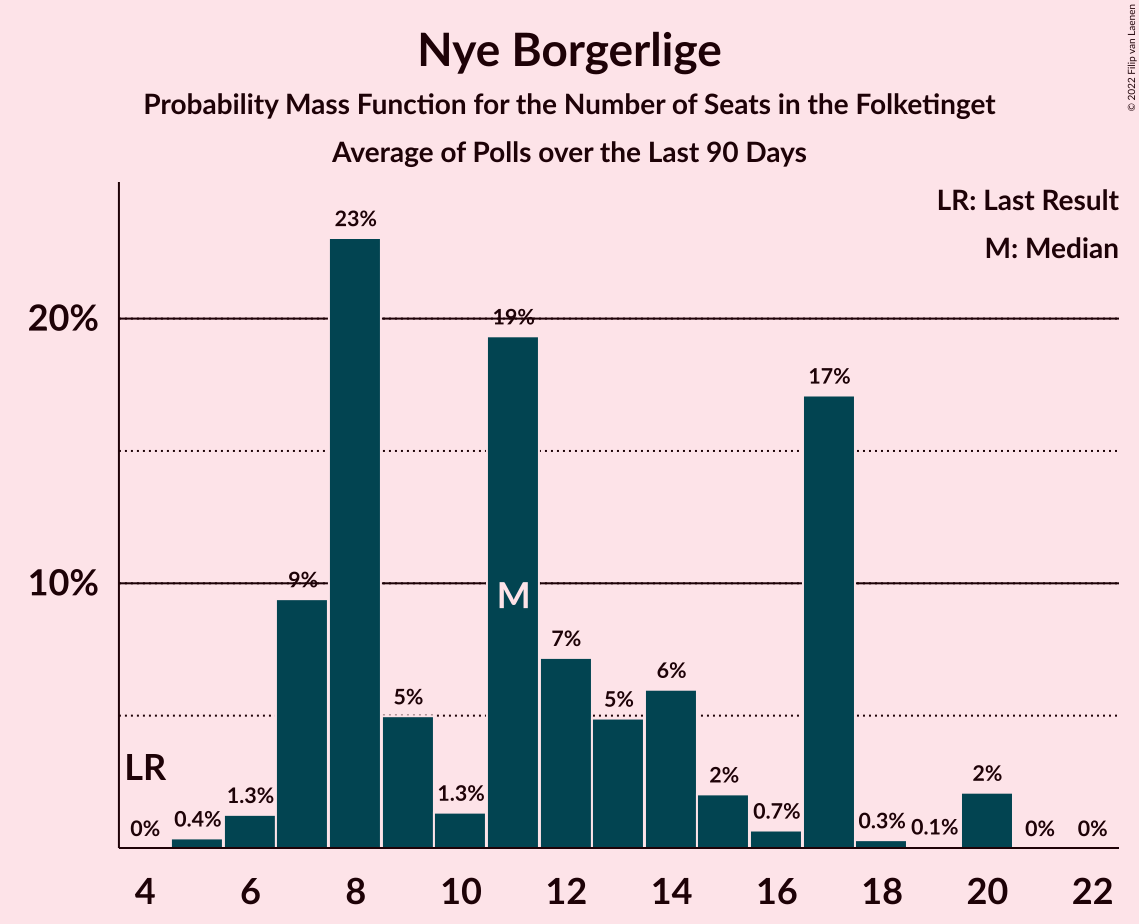 © 2022 Filip van Laenen
Nye Borgerlige
Probability Mass Function for the Number of Seats in the Folketinget
Average of Polls over the Last 90 Days
LR: Last Result
M: Median
23%
20%
19%
17%
10%
9%
M
7%
6%
5%
5%
LR
2%
2%
1.3%
1.3%
0.7%
0.4%
0.3%
0.1%
0%
0%
0%
4 6 8 10 12 14 16 18 20 22